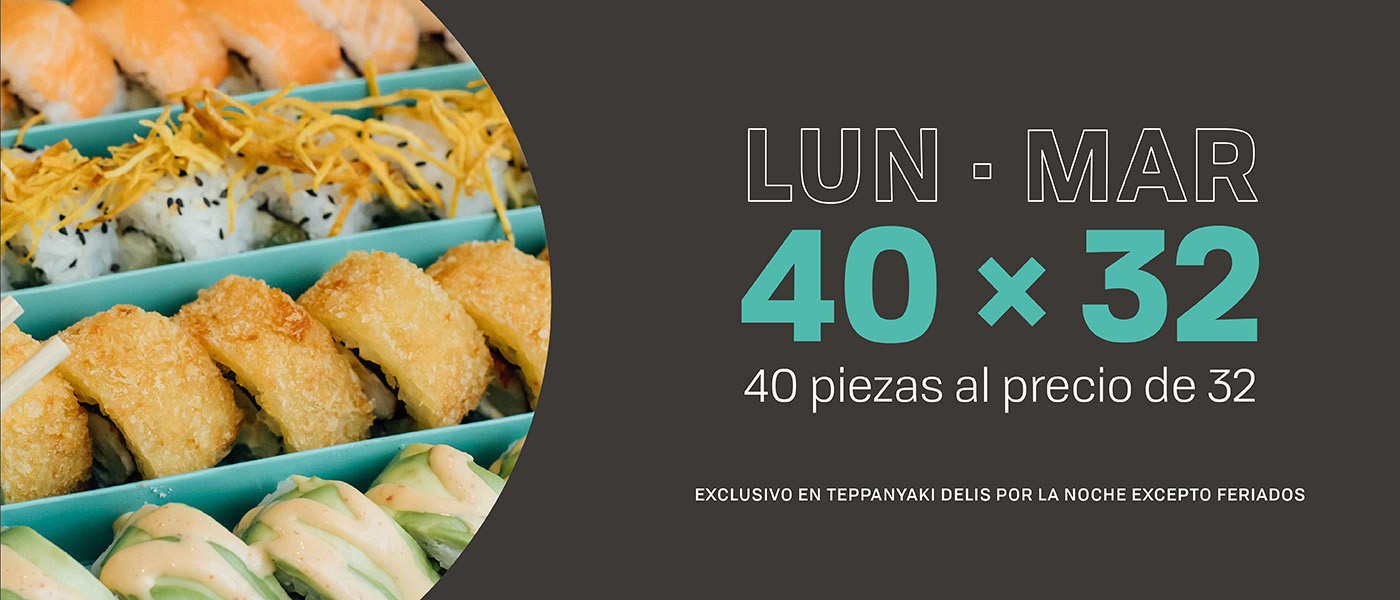 LUN · MAR
40 × 32
40 piezas al precio de 32
EXCLUSIVO EN TEPPANYAKI DELIS POR LA NOCHE EXCEPTO FERIADOS